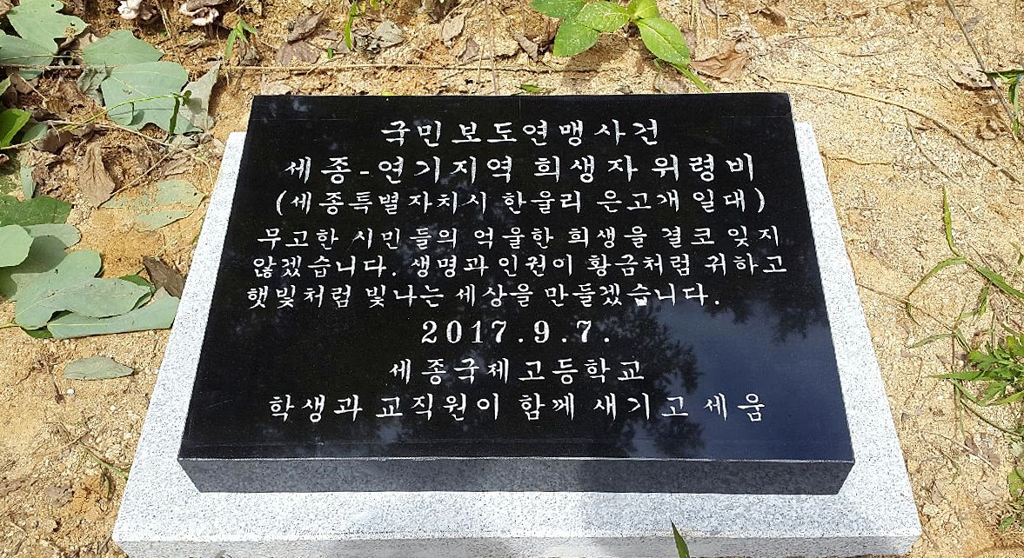 국민보도연맹사건
세종-연기지역 희생자 위령비
(세종특별자치시 한울리 은고개 일대)
무고한 시민들의 억울한 희생을 결코 잊지
않겠습니다. 생명과 인권이 황금처럼 귀하고
햇빛처럼 빛나는 세상을 만들겠습니다.
2017.9.7.
세종국제고등학교
학생과 교직원이 함께 새기고 세움